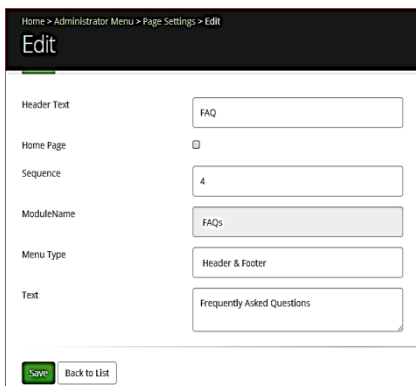 Home > Administrator Menu > Page Settings > Edit
Edit
Header Text
FAQ
Home Page
Sequence
4
ModuleName
FAQs
Menu Type
Header & Footer
Text
Frequently Asked Questions
Save Back to List